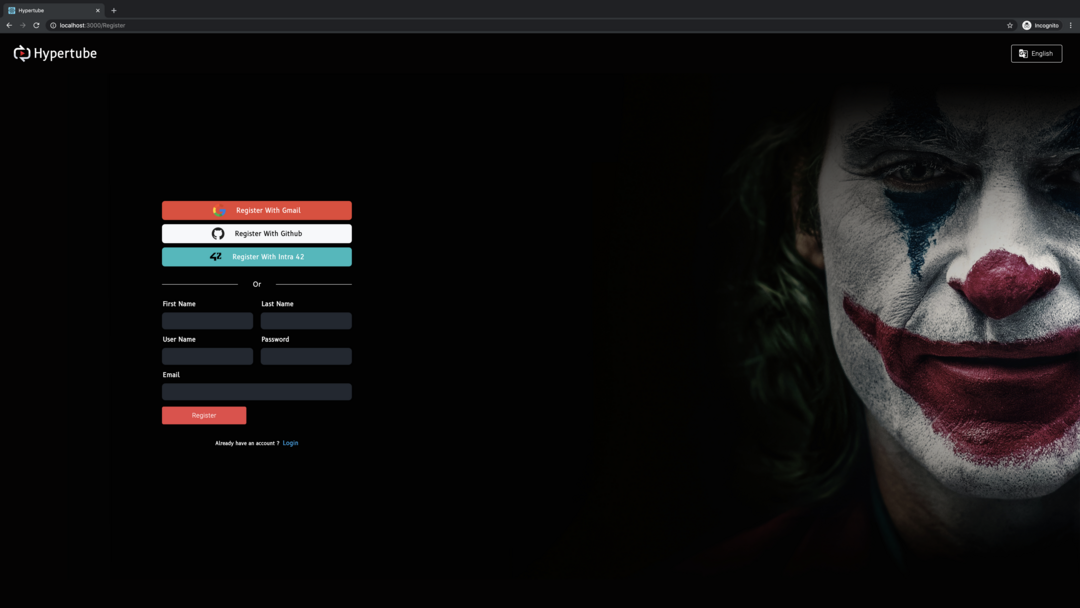 Hypertube
localhost:3000/Register
Incognito
Hypertube
English
Register With Gmail
Register With Github
42 Register With Intra 42
Or
First Name Last Name
User Name Password
Email
Register
Already have an account ? Login